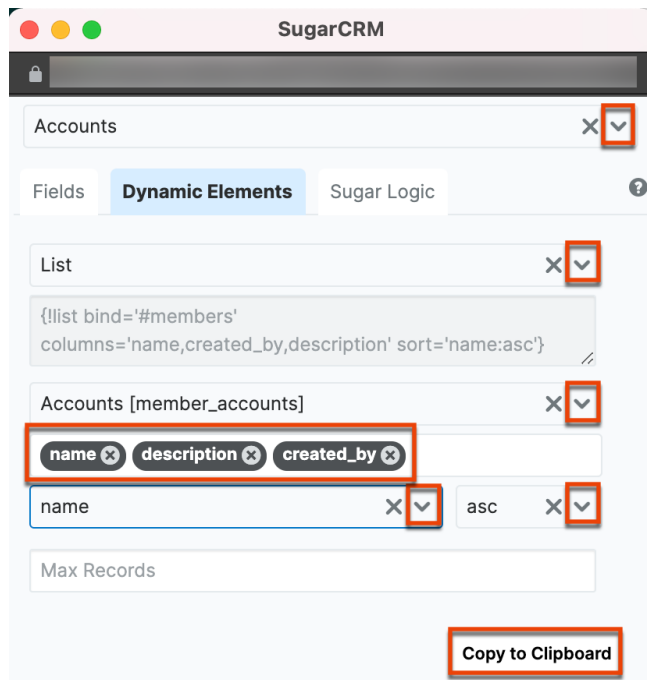 SugarCRM
Accounts
Fields Dynamic Elements Sugar Logic ?
List
{!list bind='#members'
columns='name,created_by,description' sort='name:asc'}
Accounts [member_accounts]
name description created_by
name asc
Max Records
Copy to Clipboard